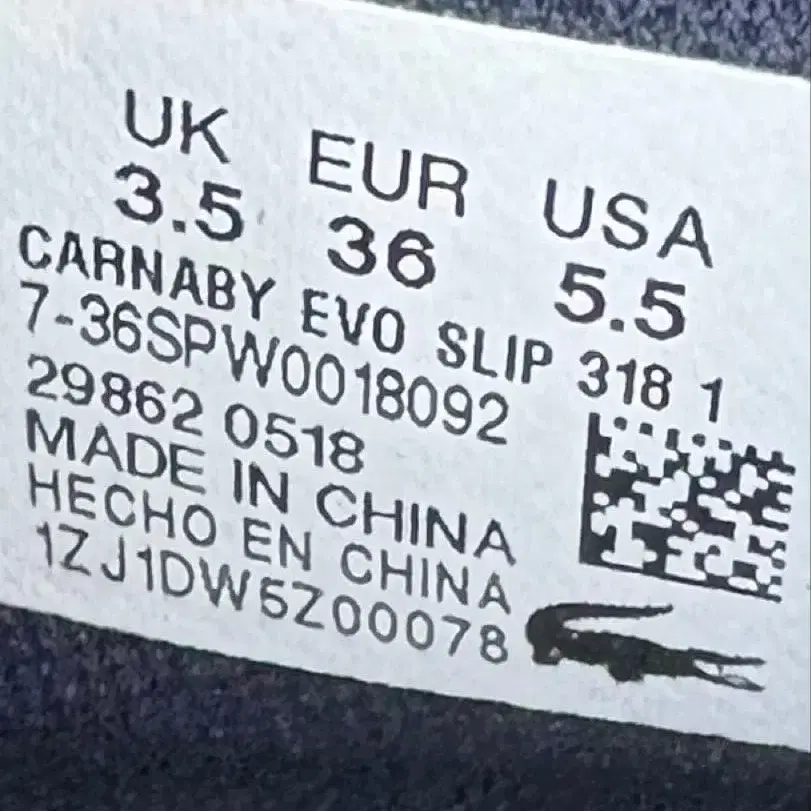 UK EUR USA
3.5 36 5.5
CARNABY EVO SLIP 318 1
7-36SPW0018092
29862 0518
MADE IN CHINA
HECHO EN CHINA
1ZJ1DW5Z00078